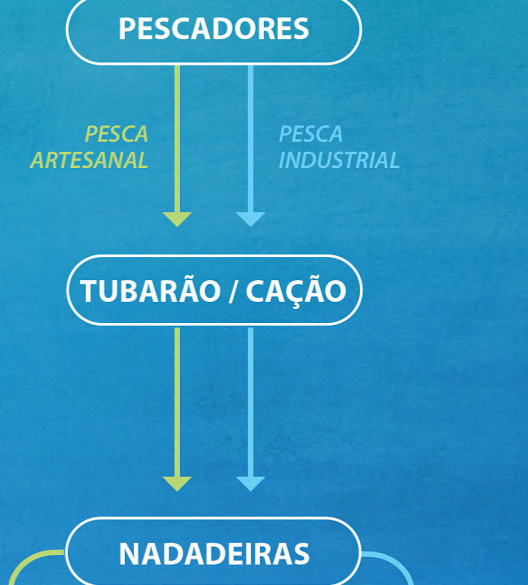 PESCADORES
PESCA
ARTESANAL
PESCA
INDUSTRIAL
TUBARÃO / CAÇÃO
NADADEIRAS